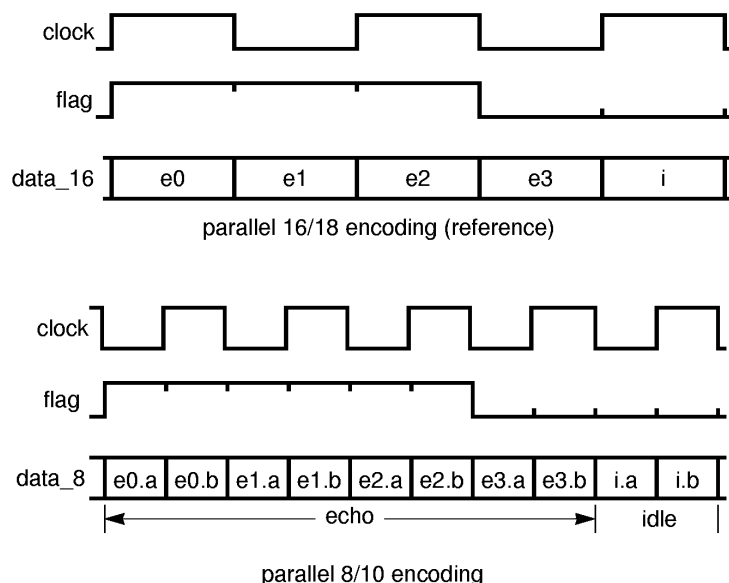 clock
flag
data_16 e0 e1 e2 e3 i
parallel 16/18 encoding (reference)
clock
flag
data_8 e0.a e0.b e1.a e1.b e2.a e2.b e3.a e3.b i.a i.b
echo idle
parallel 8/10 encoding